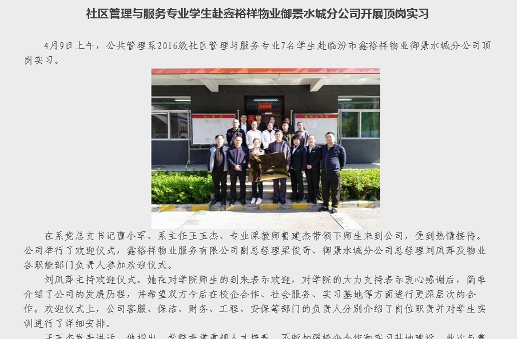 社区管理与服务专业学生赴鑫裕祥物业御景水城分公司开展顶岗实习
4月9日上午，公共管理系2016级社区管理与服务专业7名学生赴临汾市鑫裕祥物业御景水城分公司顶
岗实习。
在系党总支书记曹小军、系主任王玉杰、专业课教师翟建杰带领下师生来到公司，受到热情接待。
公司举行了欢迎仪式，鑫裕祥物业服务有限公司副总经理梁俊奇、御景水城分公司总经理刘凤萍及物业
各职能部门负责人参加欢迎仪式。
刘凤萍主持欢迎仪式。她在对学院师生的到来表示欢迎，对学院的大力支持表示衷心感谢后，简单
介绍了公司的发展历程，并希望双方今后在校企合作、社会服务、实习基地等方面进行更深层次的合
作。欢迎仪式上，公司客服、保洁、财务、工程、安保等部门的负责人分别介绍了岗位职责并对学生实
训进行了详细安排。